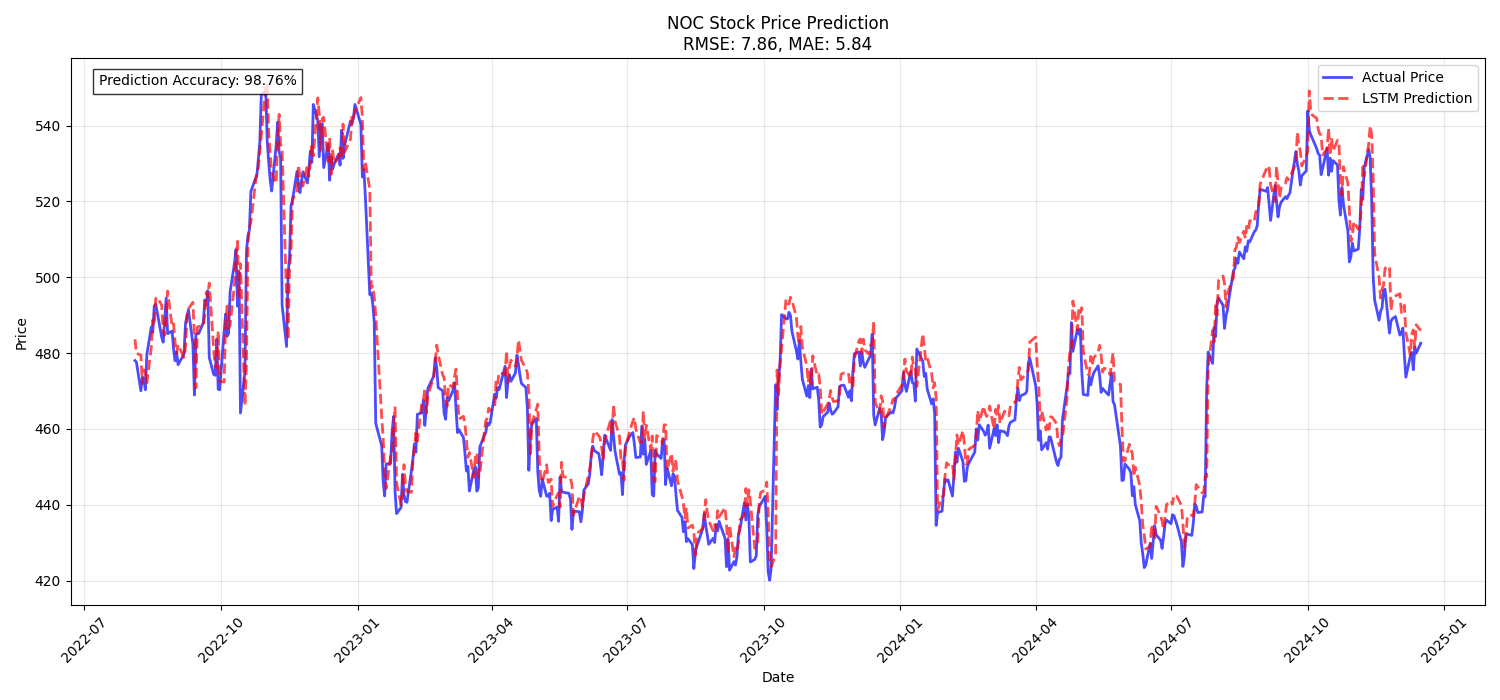 NOC Stock Price Prediction
RMSE: 7.86, MAE: 5.84
Prediction Accuracy: 98.76%
Actual Price
LSTM Prediction
Price
540
520
500
480
460
440
420
2022-07
2022-10
2023-01
2023-04
2023-07
2023-10
2024-01
2024-04
2024-07
2024-10
2025-01
Date